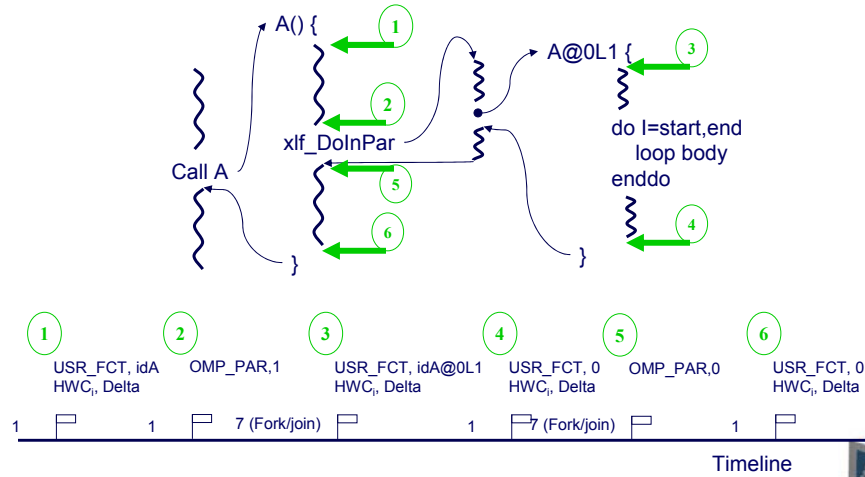 A() {
1
A@0L1 {
3
2
do I=start,end
xlf_DoInPar
loop body
Call A
enddo
5
6
4
}
}
1
2
3
4
5
6
USR_FCT, idA
HWCi, Delta
OMP_PAR,1
USR_FCT, idA@0L1
HWCi, Delta
USR_FCT, 0
HWCi, Delta
OMP_PAR,0
USR_FCT, 0
HWCi, Delta
1
1
7 (Fork/join)
1
7 (Fork/join)
1
Timeline